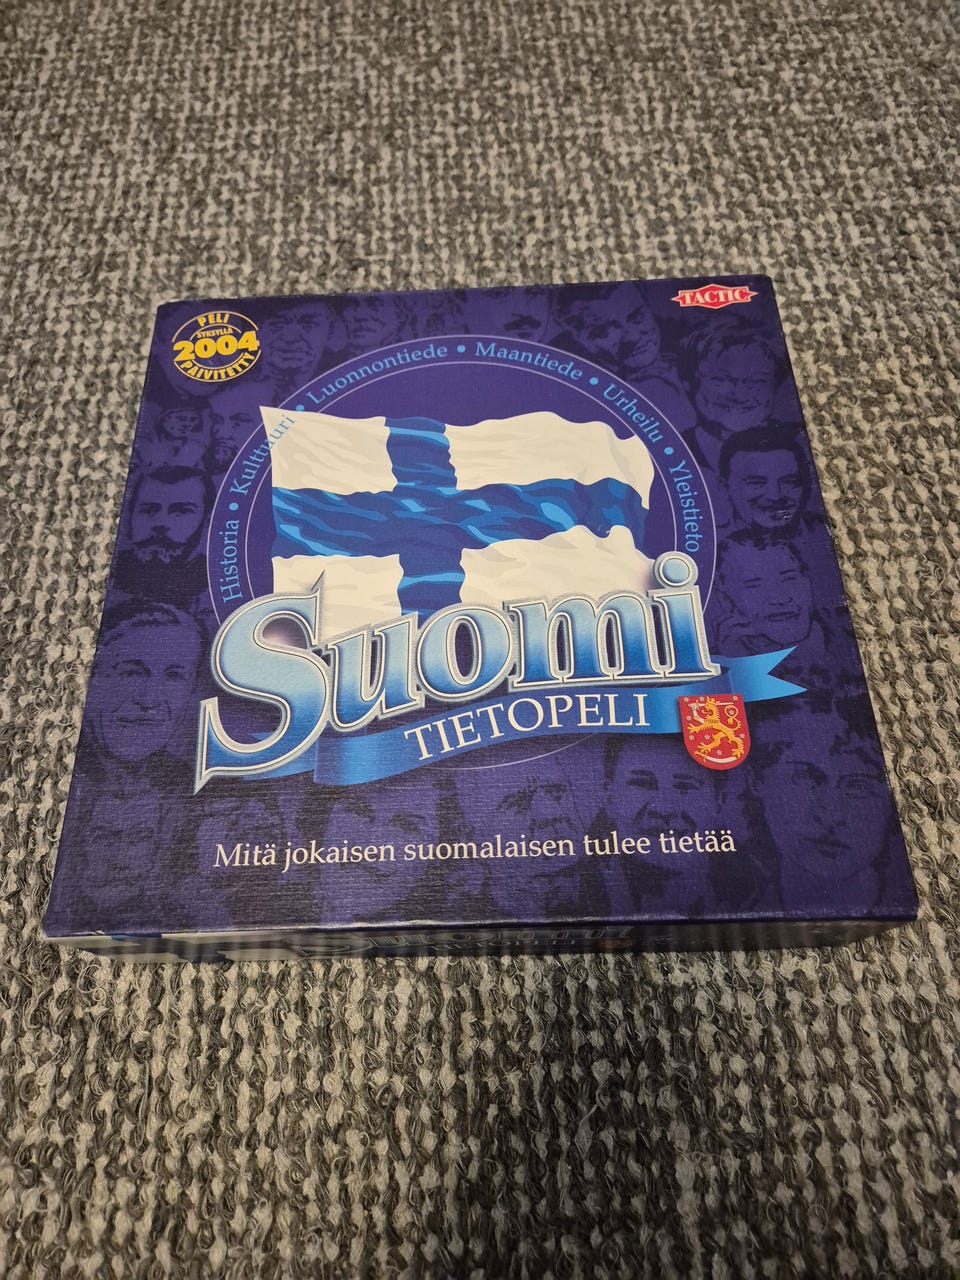 PELI
SYKSYLLÄ
2004
PÄIVITETTY
TACTIC
Historia • Kulttuuri • Luonnontiede • Maantiede • Urheilu • Yleistieto
Suomi
TIETOPELI
Mitä jokaisen suomalaisen tulee tietää